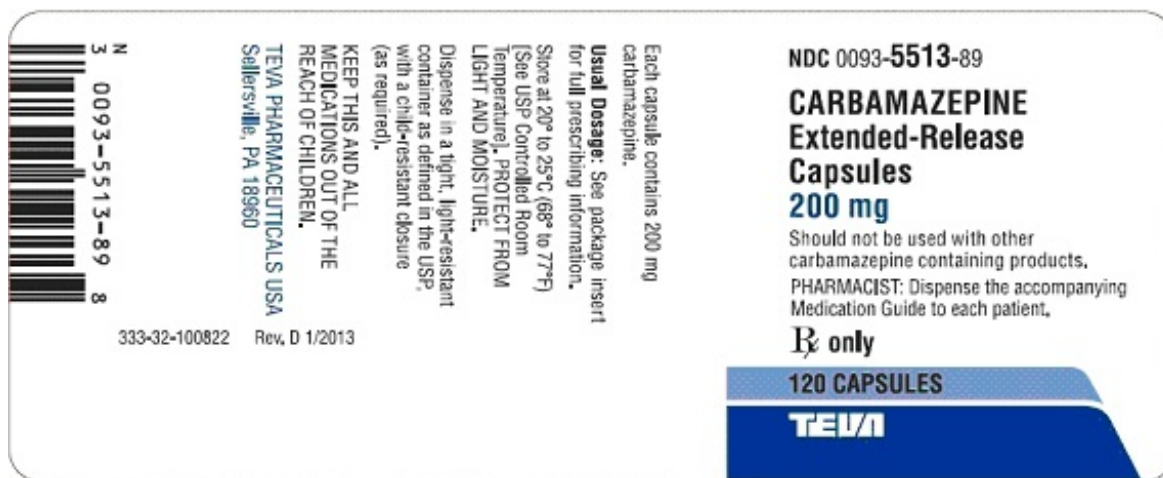 NDC 0093-5513-89
CARBAMAZEPINE
Extended-Release
Capsules
200 mg
Should not be used with other
carbamazepine containing products.
PHARMACIST: Dispense the accompanying
Medication Guide to each patient.
Rx only
120 CAPSULES
TEVA
Each capsule contains 200 mg
carbamazepine.
Usual Dosage: See package insert
for full prescribing information.
Store at 20° to 25°C (68° to 77°F)
[See USP Controlled Room
Temperature]. PROTECT FROM
LIGHT AND MOISTURE.
Dispense in a tight, light-resistant
container as defined in the USP,
with a child-resistant closure
(as required).
KEEP THIS AND ALL
MEDICATIONS OUT OF THE
REACH OF CHILDREN.
TEVA PHARMACEUTICALS USA
Sellersville, PA 18960
N
3 0093-5513-89 8
333-32-100822 Rev. D 1/2013